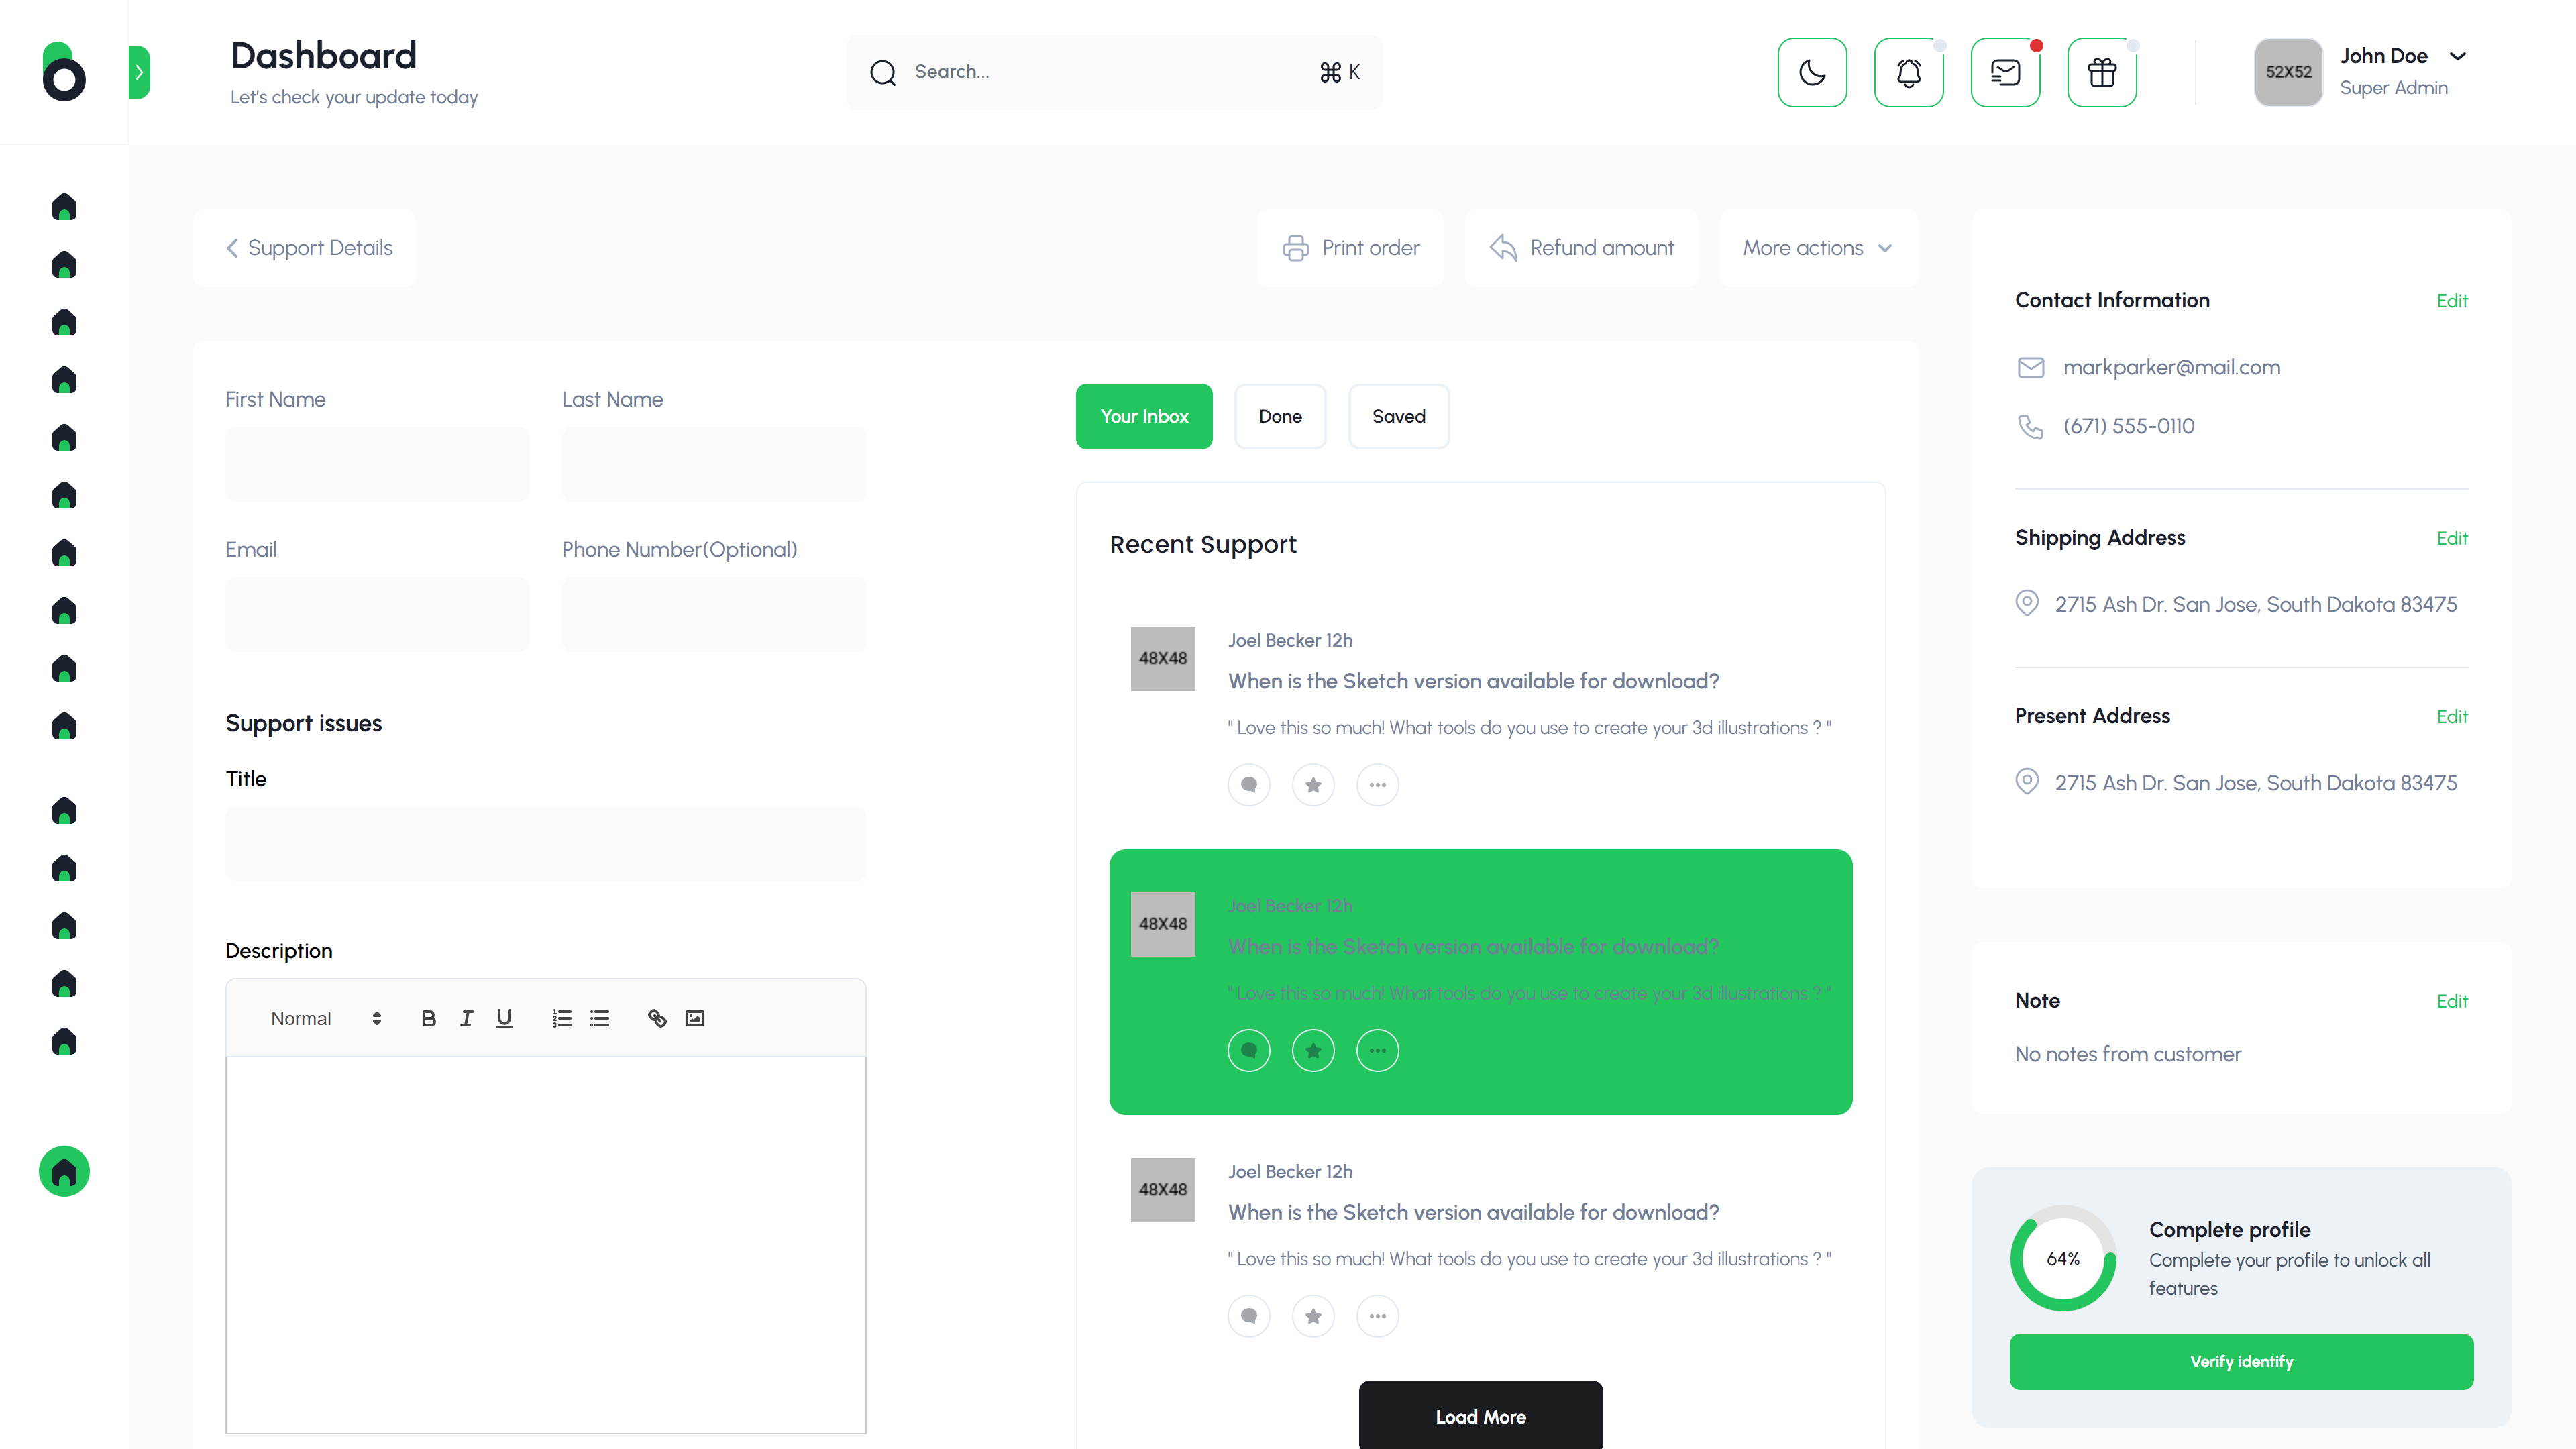 Dashboard
Let's check your update today
Search...
⌘ K
52X52
John Doe
Super Admin
Support Details
Print order
Refund amount
More actions
First Name
Last Name
Email
Phone Number(Optional)
Support issues
Title
Description
Normal
Your Inbox
Done
Saved
Recent Support
48X48
Joel Becker 12h
When is the Sketch version available for download?
" Love this so much! What tools do you use to create your 3d illustrations ? "
48X48
Joel Becker 12h
When is the Sketch version available for download?
" Love this so much! What tools do you use to create your 3d illustrations ? "
48X48
Joel Becker 12h
When is the Sketch version available for download?
" Love this so much! What tools do you use to create your 3d illustrations ? "
Load More
Contact Information
Edit
markparker@mail.com
(671) 555-0110
Shipping Address
Edit
2715 Ash Dr. San Jose, South Dakota 83475
Present Address
Edit
2715 Ash Dr. San Jose, South Dakota 83475
Note
Edit
No notes from customer
64%
Complete profile
Complete your profile to unlock all
features
Verify identify